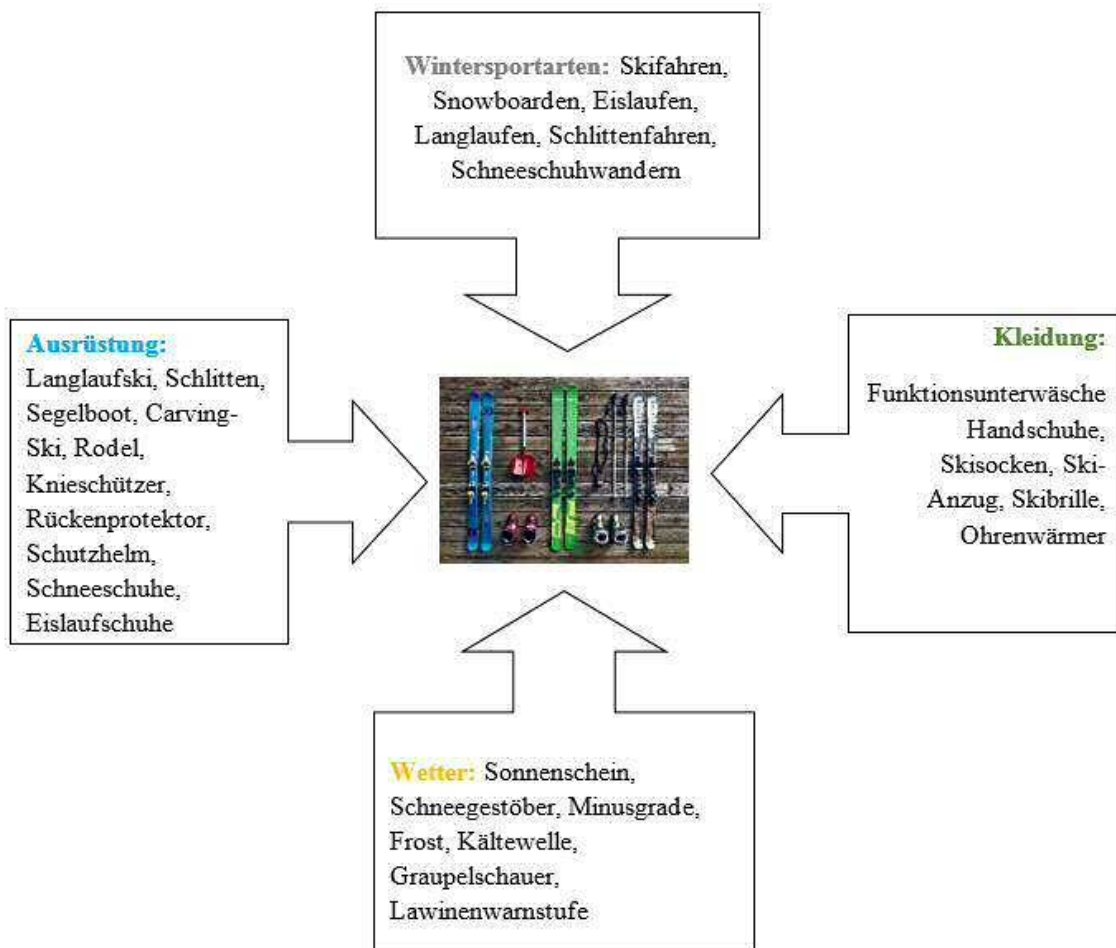 Wintersportarten: Skifahren,
Snowboarden, Eislaufen,
Langlaufen, Schlittenfahren,
Schneeschuhwandern
Ausrüstung:
Langlaufski, Schlitten,
Segelboot, Carving-
Ski, Rodel,
Knieschützer,
Rückenprotektor,
Schutzhelm,
Schneeschuhe,
Eislaufschuhe
Kleidung:
Funktionsunterwäsche
Handschuhe,
Skisocken, Ski-
Anzug, Skibrille,
Ohrenwärmer
Wetter: Sonnenschein,
Schneegestöber, Minusgrade,
Frost, Kältewelle,
Graupelschauer,
Lawinenwarnstufe